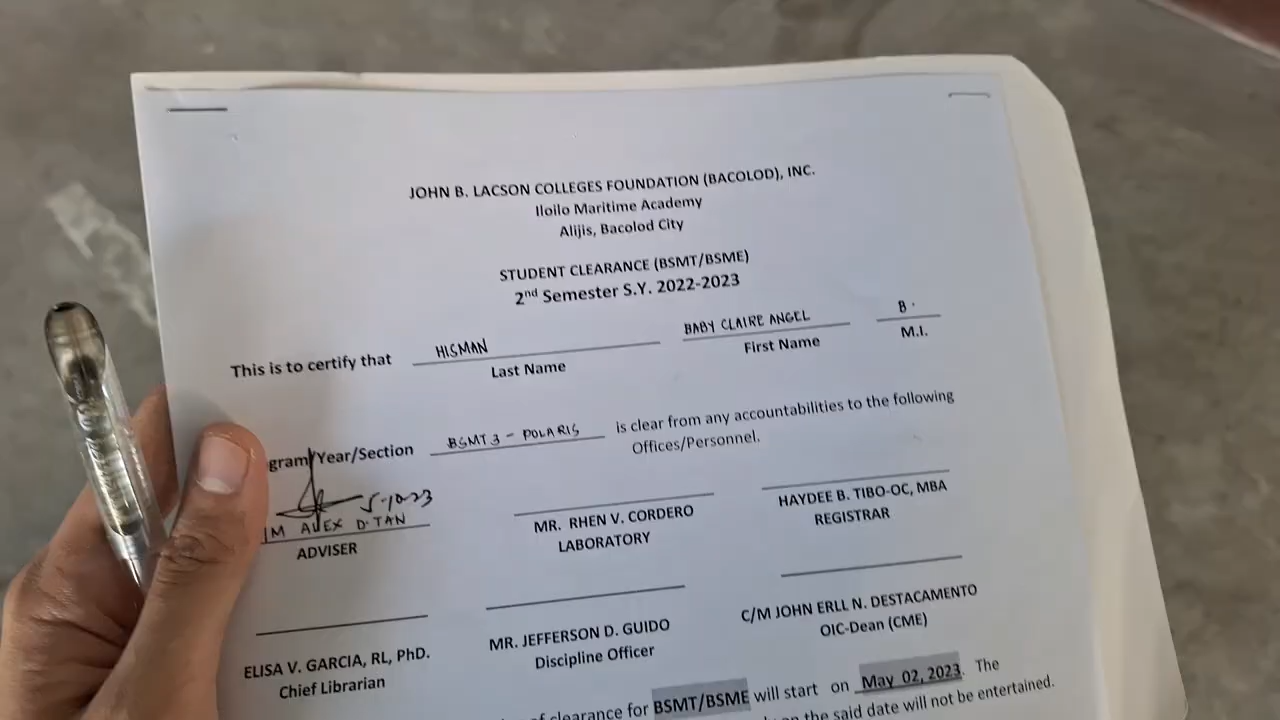 JOHN B. LACSON COLLEGES FOUNDATION (BACOLOD), INC.
Iloilo Maritime Academy
Alijis, Bacolod City
STUDENT CLEARANCE (BSMT/BSME)
2nd Semester S.Y. 2022-2023
This is to certify that HISMAN BABY CLAIRE ANGEL B.
Last Name First Name M.I.
gram/Year/Section BSMT 3 - POLARIS is clear from any accountabilities to the following
Offices/Personnel.
5-10-23
M ALEX D. TAN MR. RHEN V. CORDERO HAYDEE B. TIBO-OC, MBA
ADVISER LABORATORY REGISTRAR
ELISA V. GARCIA, RL, PhD. MR. JEFFERSON D. GUIDO C/M JOHN ERLL N. DESTACAMENTO
Chief Librarian Discipline Officer OIC-Dean (CME)
of clearance for BSMT/BSME will start on May 02, 2023. The
on the said date will not be entertained.